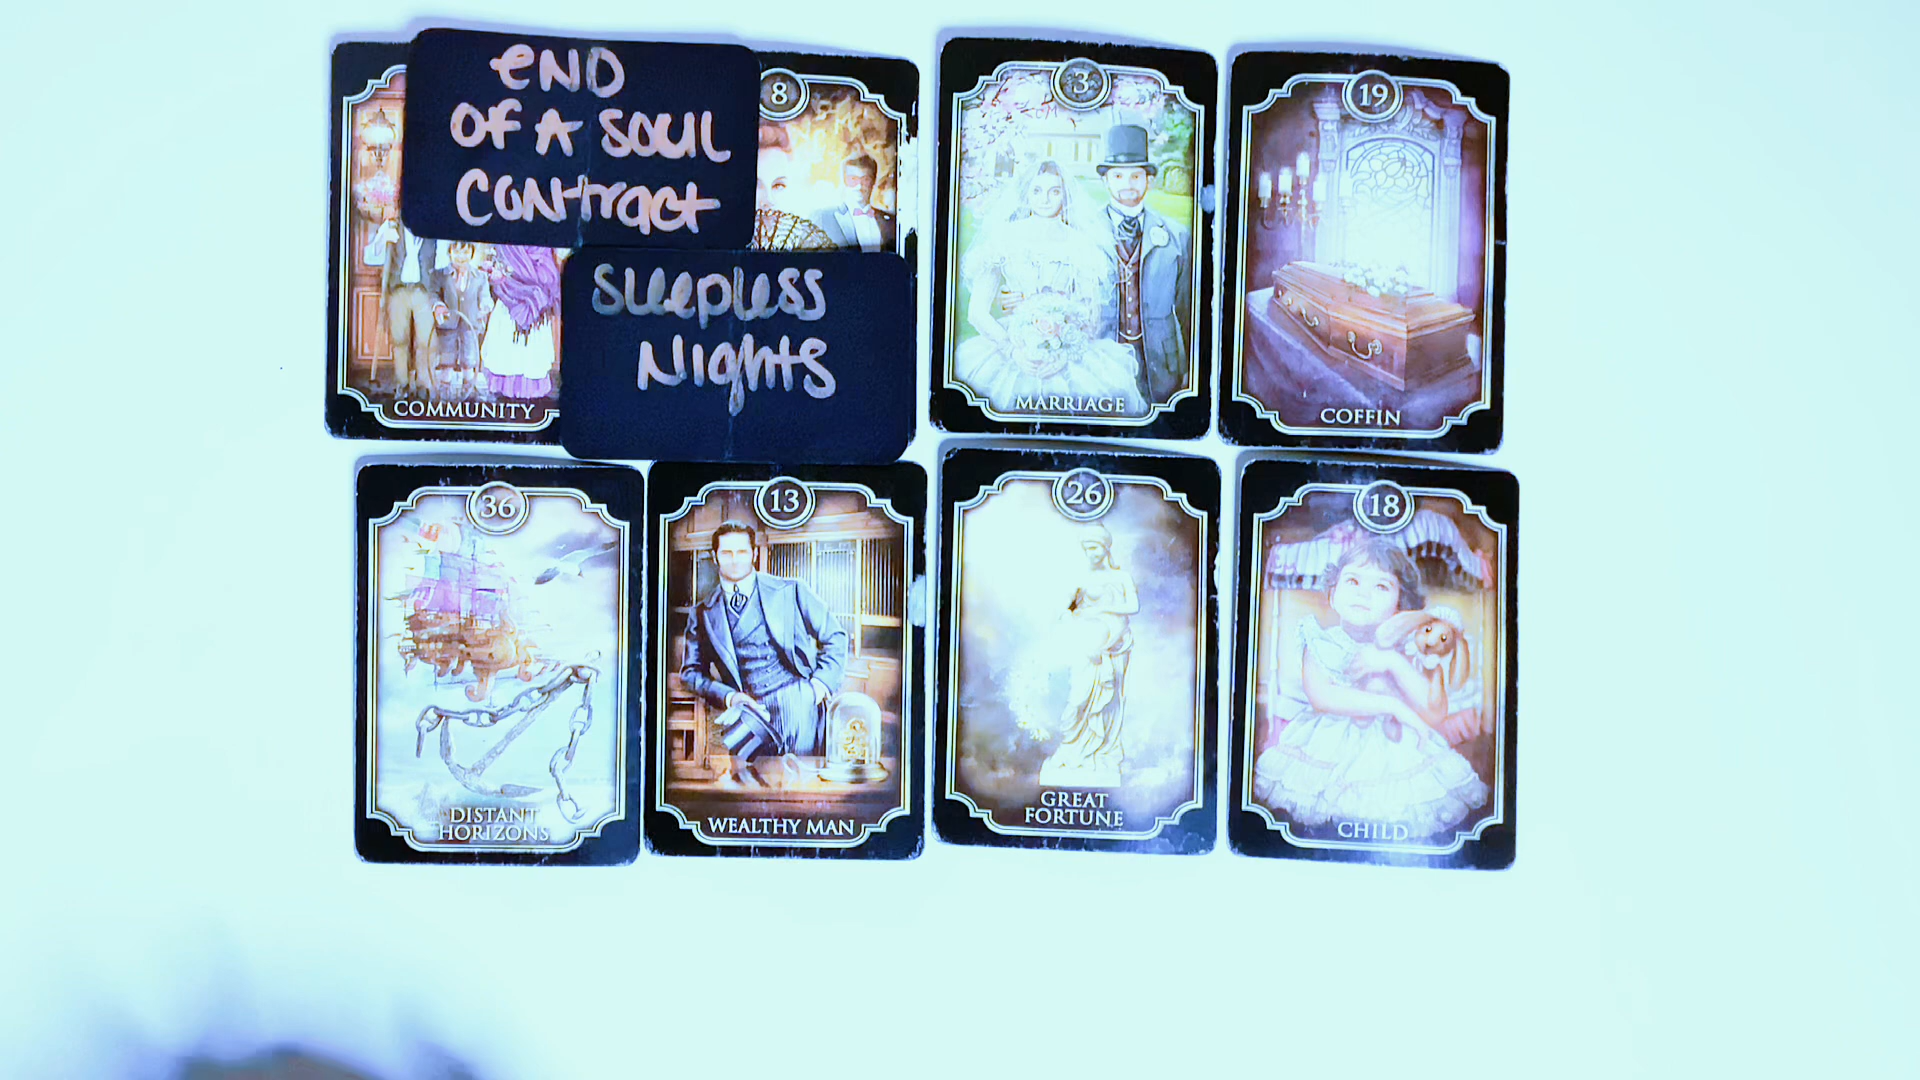 END
OF A SOUL
CONTRACT
SLEEPLESS
NIGHTS
8
3
19
COMMUNITY
MARRIAGE
COFFIN
36
13
26
18
DISTANT
HORIZONS
WEALTHY MAN
GREAT
FORTUNE
CHILD